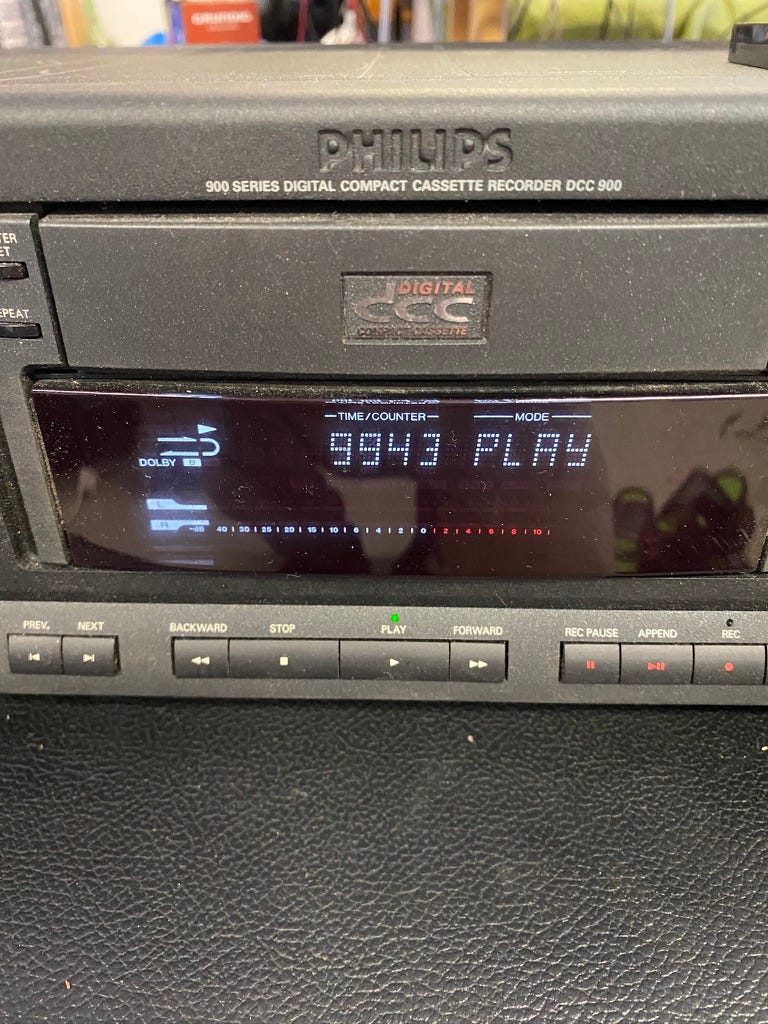 GRUNDIG
PHILIPS
900 SERIES DIGITAL COMPACT CASSETTE RECORDER DCC 900
DIGITAL
dcc
COMPACT CASSETTE
TIME/COUNTER MODE
9943 PLAY
DOLBY B
L
R
-dB 40 30 25 20 15 10 6 4 2 0 2 4 6 8 10
PREV. NEXT BACKWARD STOP PLAY FORWARD REC PAUSE APPEND REC